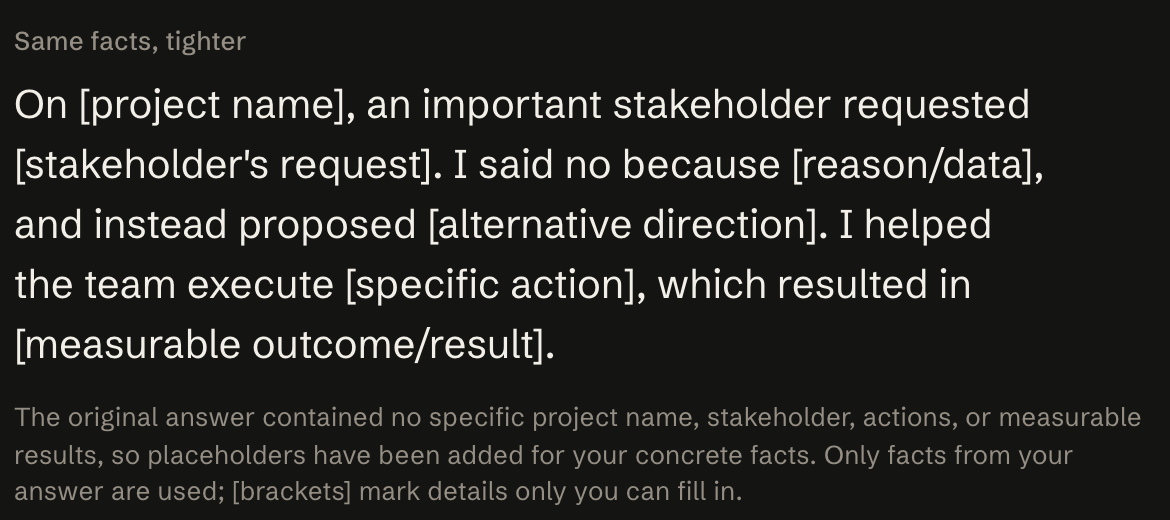 Same facts, tighter
On [project name], an important stakeholder requested
[stakeholder's request]. I said no because [reason/data],
and instead proposed [alternative direction]. I helped
the team execute [specific action], which resulted in
[measurable outcome/result].
The original answer contained no specific project name, stakeholder, actions, or measurable
results, so placeholders have been added for your concrete facts. Only facts from your
answer are used; [brackets] mark details only you can fill in.